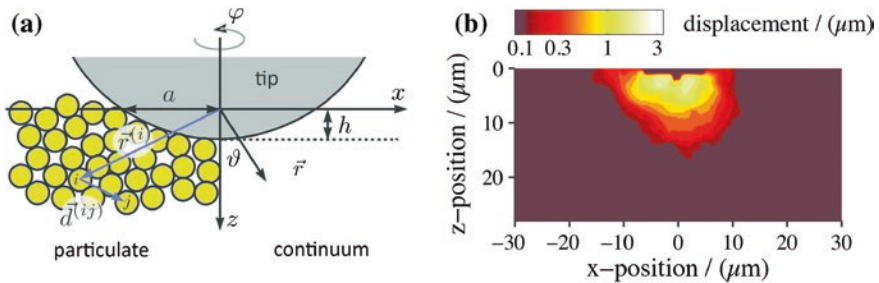 (a)
φ
tip
a
x
h
r⃗(i)
ϑ
r⃗
i
j
d⃗(ij)
z
particulate
continuum
(b)
displacement / (µm)
0.1 0.3 1 3
z−position / (µm)
0
10
20
−30 −20 −10 0 10 20 30
x−position / (µm)